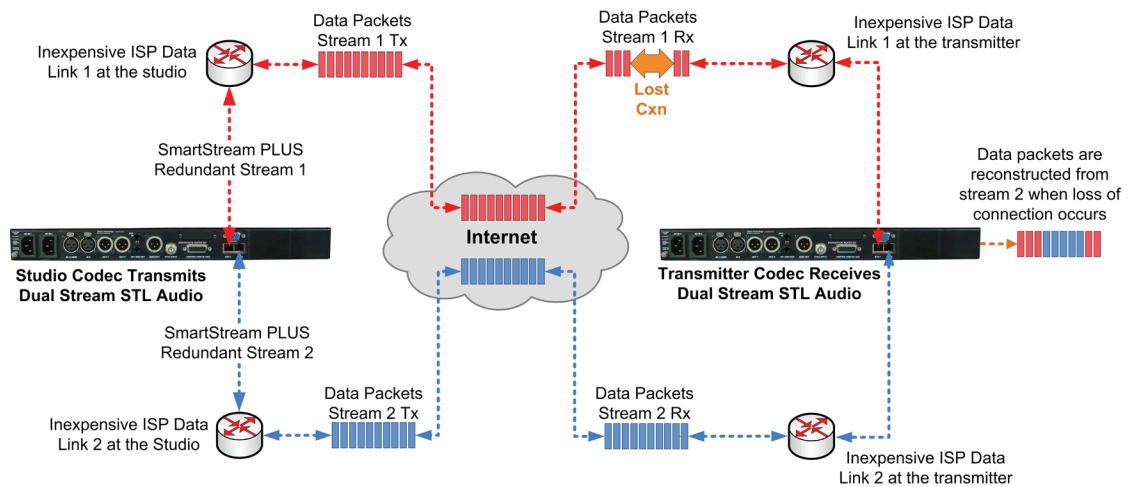 Data Packets
Stream 1 Tx
Data Packets
Stream 1 Rx
Inexpensive ISP Data
Link 1 at the studio
Inexpensive ISP Data
Link 1 at the transmitter
Lost
Cxn
SmartStream PLUS
Redundant Stream 1
Data packets are
reconstructed from
stream 2 when loss of
connection occurs
Internet
Studio Codec Transmits
Dual Stream STL Audio
Transmitter Codec Receives
Dual Stream STL Audio
SmartStream PLUS
Redundant Stream 2
Data Packets
Stream 2 Tx
Data Packets
Stream 2 Rx
Inexpensive ISP Data
Link 2 at the Studio
Inexpensive ISP Data
Link 2 at the transmitter